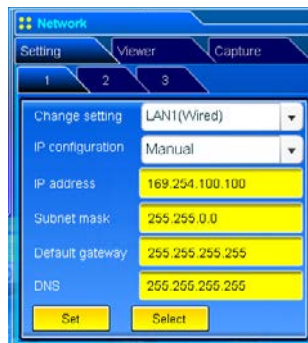 Network
Setting Viewer Capture
1 2 3
Change setting LAN1(Wired)
IP configuration Manual
IP address 169.254.100.100
Subnet mask 255.255.0.0
Default gateway 255.255.255.255
DNS 255.255.255.255
Set Select